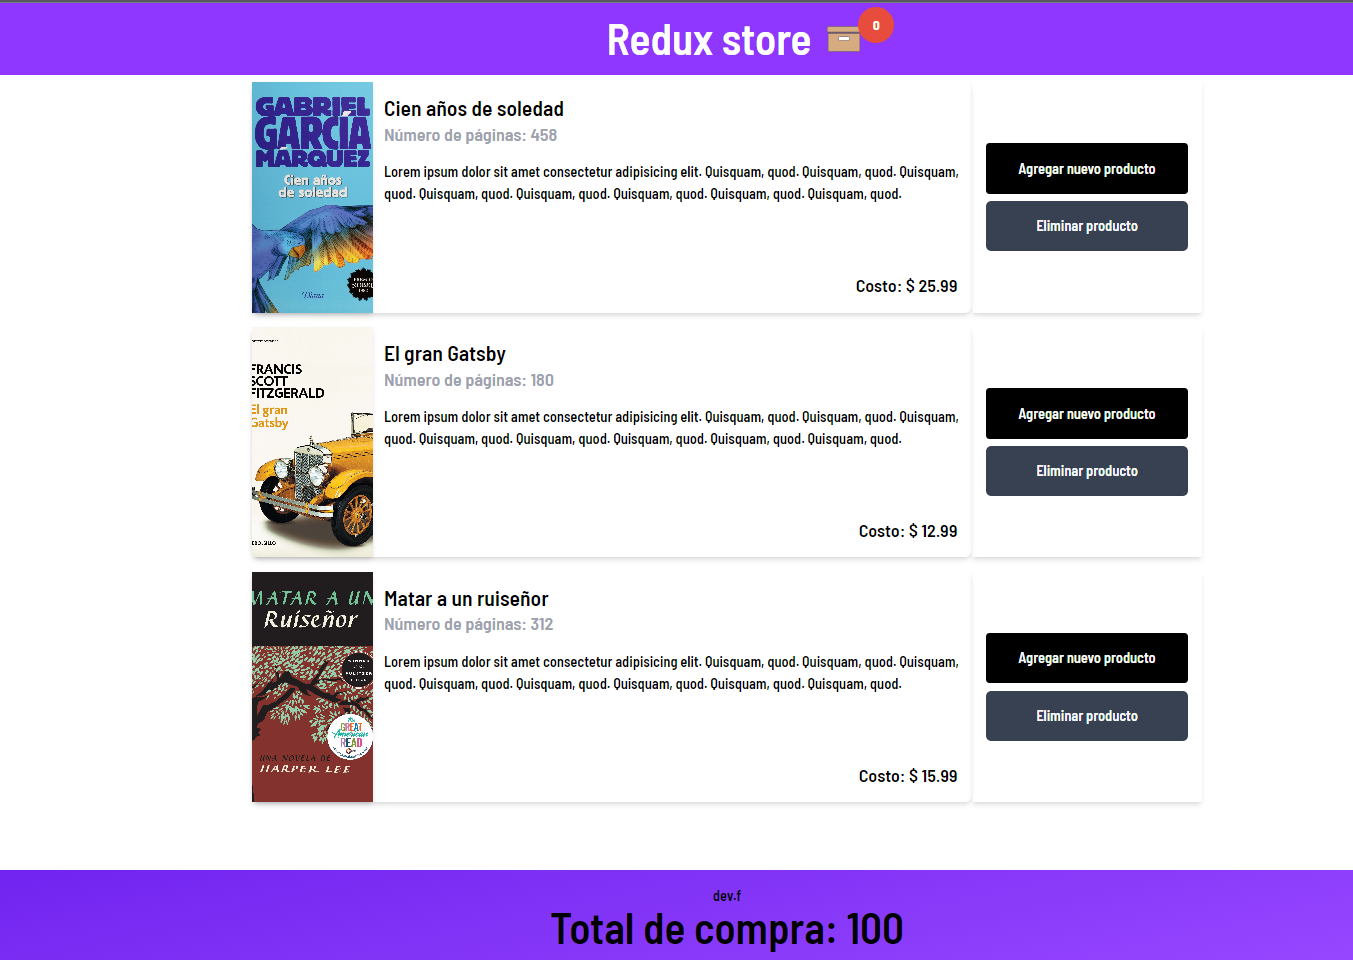 Redux store
0
GABRIEL
GARCÍA
MÁRQUEZ
Cien años
de soledad
Diana
Cien años de soledad
Número de páginas: 458
Lorem ipsum dolor sit amet consectetur adipisicing elit. Quisquam, quod. Quisquam, quod. Quisquam,
quod. Quisquam, quod. Quisquam, quod. Quisquam, quod. Quisquam, quod. Quisquam, quod.
Costo: $ 25.99
Agregar nuevo producto
Eliminar producto
FRANCIS
SCOTT
FITZGERALD
El gran
Gatsby
El gran Gatsby
Número de páginas: 180
Lorem ipsum dolor sit amet consectetur adipisicing elit. Quisquam, quod. Quisquam, quod. Quisquam,
quod. Quisquam, quod. Quisquam, quod. Quisquam, quod. Quisquam, quod. Quisquam, quod.
Costo: $ 12.99
Agregar nuevo producto
Eliminar producto
MATAR A UN
Ruiseñor
The
GREAT
American
READ
UNA NOVELA DE
HARPER LEE
Matar a un ruiseñor
Número de páginas: 312
Lorem ipsum dolor sit amet consectetur adipisicing elit. Quisquam, quod. Quisquam, quod. Quisquam,
quod. Quisquam, quod. Quisquam, quod. Quisquam, quod. Quisquam, quod. Quisquam, quod.
Costo: $ 15.99
Agregar nuevo producto
Eliminar producto
dev.f
Total de compra: 100